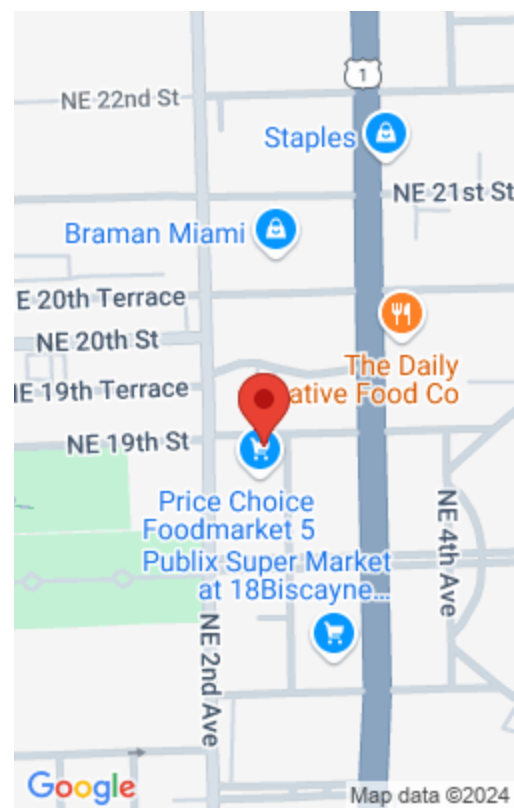 1
NE 22nd St
Staples
NE 21st St
Braman Miami
E 20th Terrace
NE 20th St
The Daily
ative Food Co
NE 19th Terrace
NE 19th St
Price Choice
Foodmarket 5
Publix Super Market
at 18Biscayne...
NE 4th Ave
NE 2nd Ave
Google
Map data ©2024